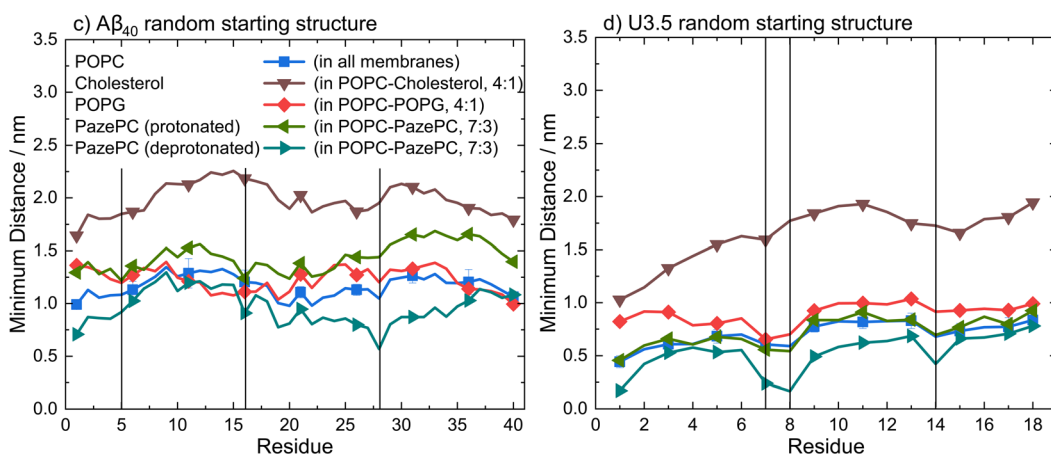 c) Aβ40 random starting structure
3.5
3.0
2.5
2.0
1.5
1.0
0.5
0.0
Minimum Distance / nm
POPC (in all membranes)
Cholesterol (in POPC-Cholesterol, 4:1)
POPG (in POPC-POPG, 4:1)
PazePC (protonated) (in POPC-PazePC, 7:3)
PazePC (deprotonated) (in POPC-PazePC, 7:3)
0 5 10 15 20 25 30 35 40
Residue
d) U3.5 random starting structure
3.5
3.0
2.5
2.0
1.5
1.0
0.5
0.0
Minimum Distance / nm
0 2 4 6 8 10 12 14 16 18
Residue